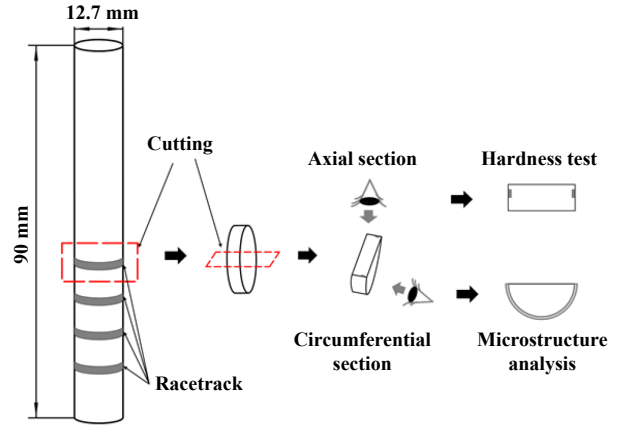 12.7 mm
90 mm
Cutting
Axial section
Hardness test
Circumferential
section
Microstructure
analysis
Racetrack